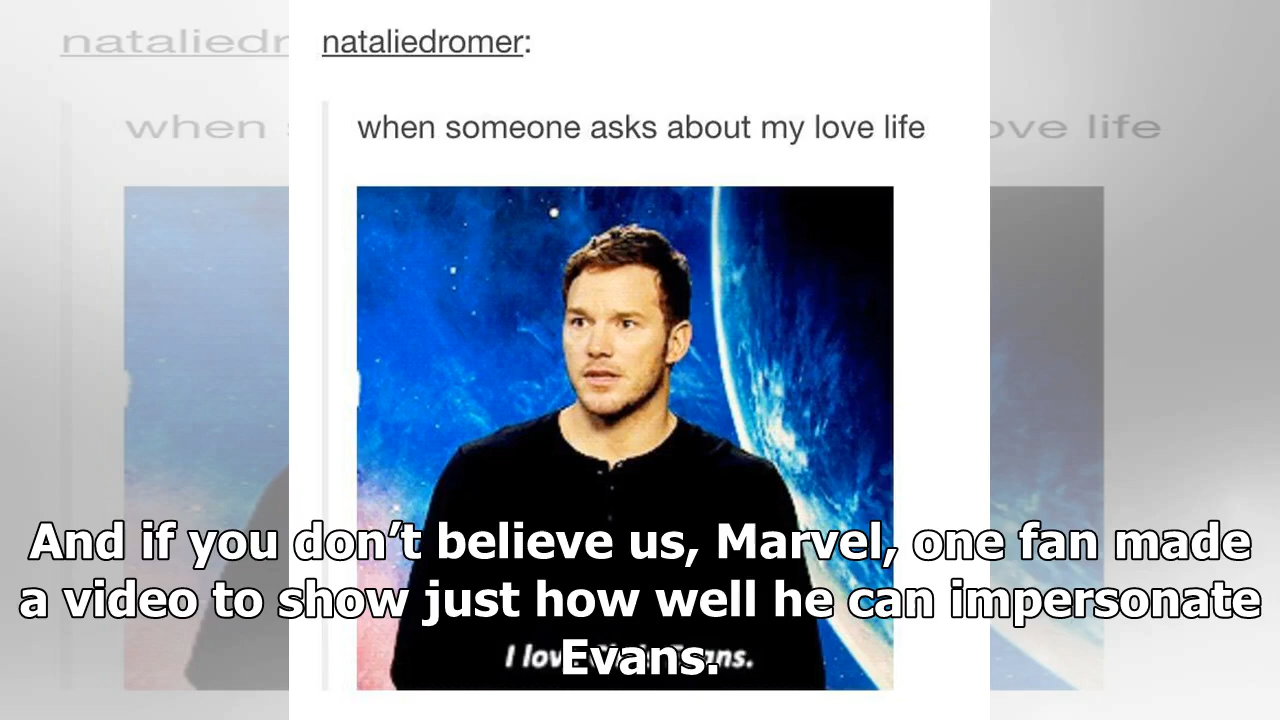 nataliedromer:
when someone asks about my love life
And if you don’t believe us, Marvel, one fan made
a video to show just how well he can impersonate
Evans.
I